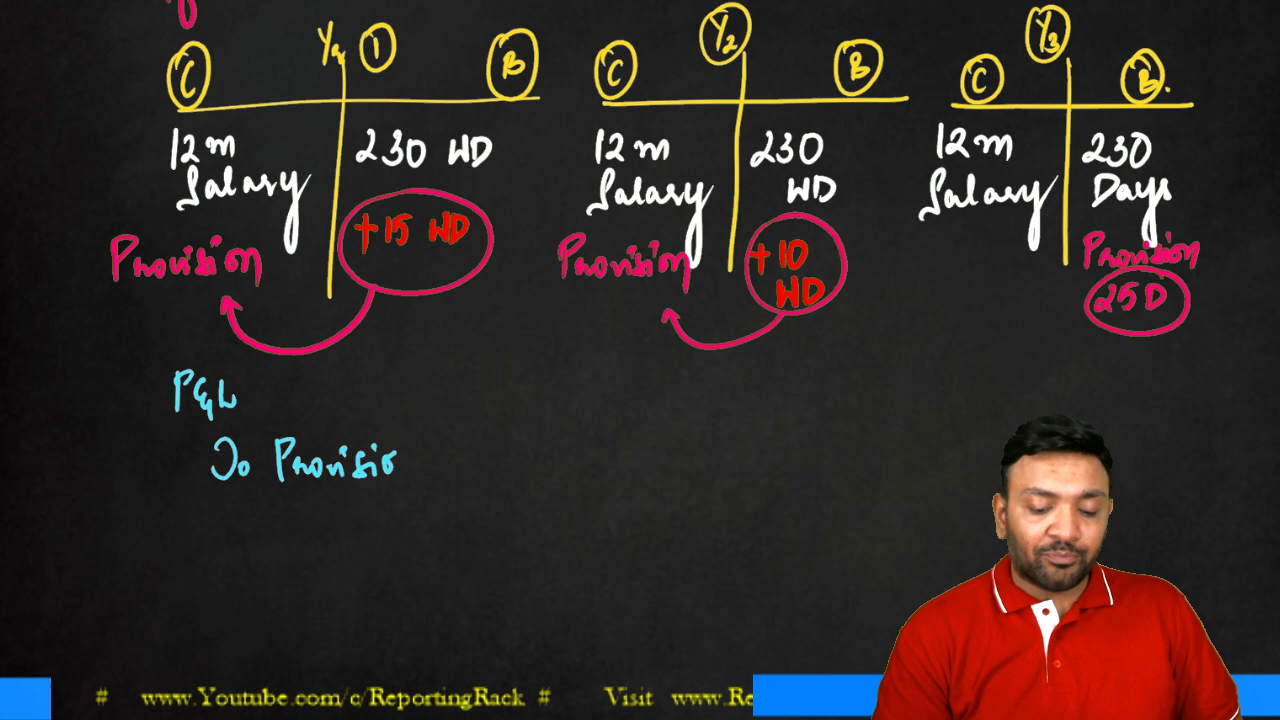 C Y1 1 B
12m Salary
230 WD
+15 WD
Provision
C Y2 B
12m Salary
230 WD
+10 WD
Provision
C Y3 B.
12m Salary
230 Days
Provision
25D
P&L
To Provisio
# www.Youtube.com/c/ReportingRack # Visit www.Re